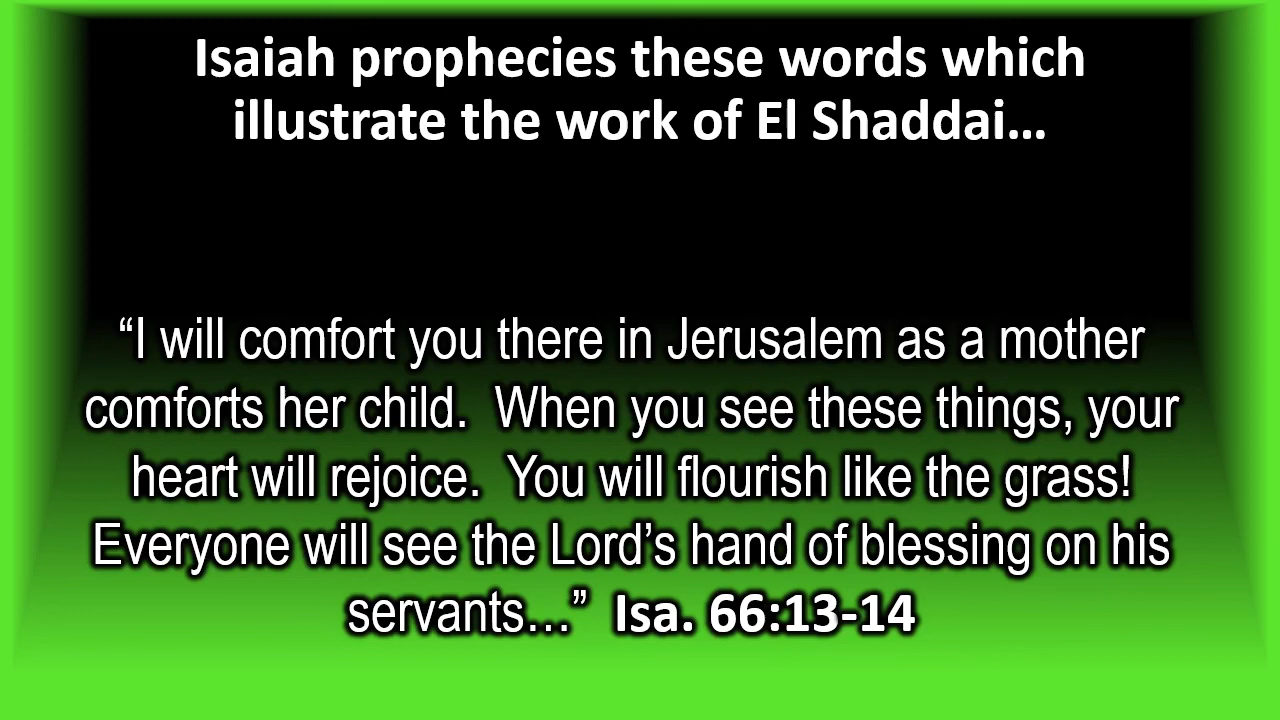 Isaiah prophecies these words which
illustrate the work of El Shaddai…
“I will comfort you there in Jerusalem as a mother
comforts her child.  When you see these things, your
heart will rejoice.  You will flourish like the grass!
Everyone will see the Lord’s hand of blessing on his
servants…”  Isa. 66:13-14